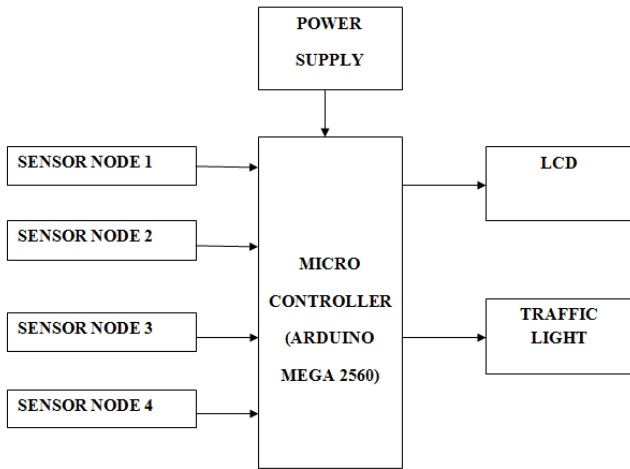 POWER
SUPPLY
SENSOR NODE 1
SENSOR NODE 2
SENSOR NODE 3
SENSOR NODE 4
MICRO
CONTROLLER
(ARDUINO
MEGA 2560)
LCD
TRAFFIC
LIGHT